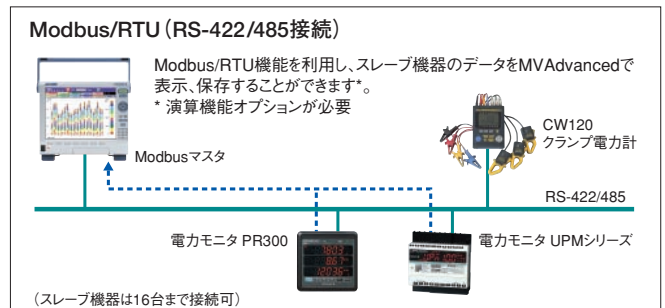 Modbus/RTU（RS-422/485接続）
Modbus/RTU機能を利用し、スレーブ機器のデータをMVAdvancedで
表示、保存することができます*。
* 演算機能オプションが必要
Modbusマスタ
CW120
クランプ電力計
RS-422/485
電力モニタ PR300
電力モニタ UPMシリーズ
（スレーブ機器は16台まで接続可）